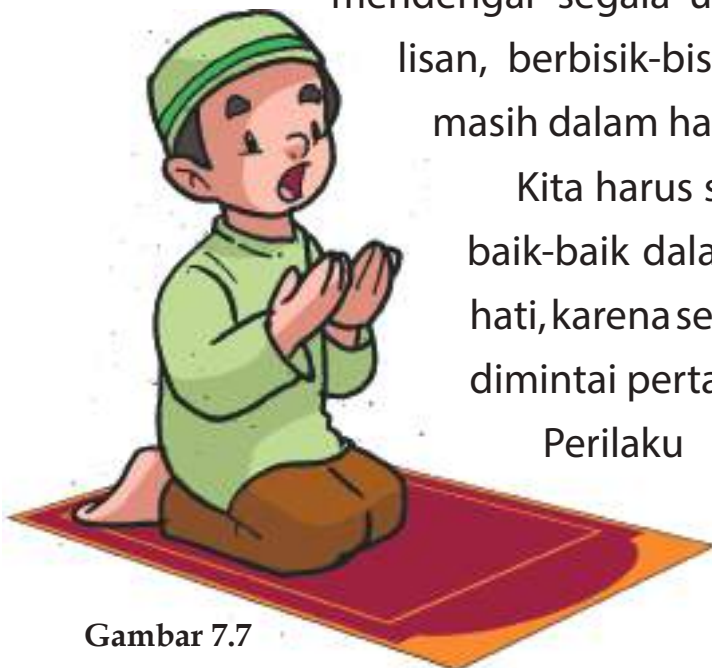 mendengar segala u
lisan, berbisik-bis
masih dalam ha
Kita harus s
baik-baik dala
hati, karena se
dimintai perta
Perilaku
Gambar 7.7